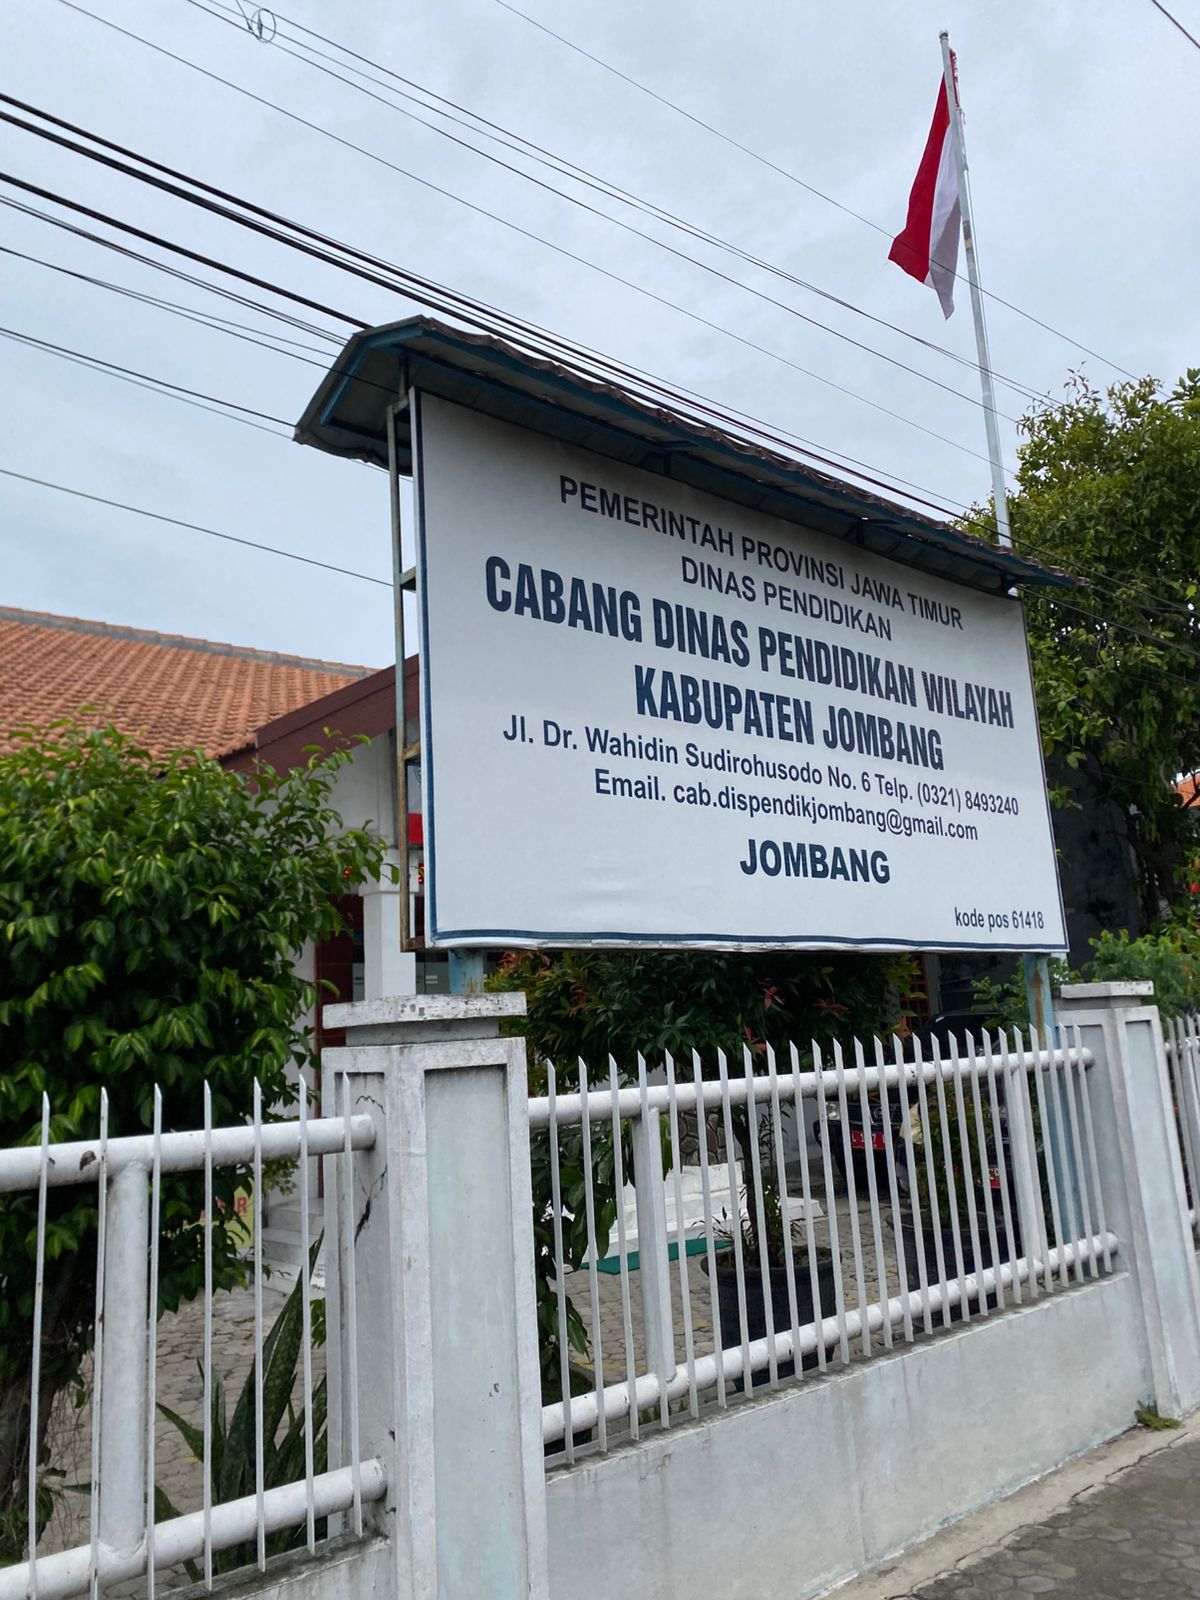 PEMERINTAH PROVINSI JAWA TIMUR
DINAS PENDIDIKAN
CABANG DINAS PENDIDIKAN WILAYAH
KABUPATEN JOMBANG
Jl. Dr. Wahidin Sudirohusodo No. 6 Telp. (0321) 8493240
Email. cab.dispendikjombang@gmail.com
JOMBANG
kode pos 61418